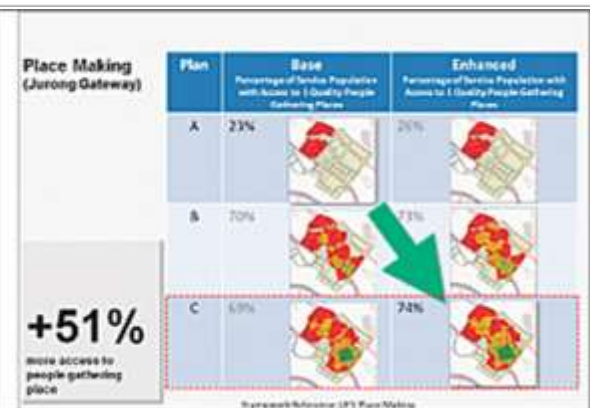 Place Making
(Jurong Gateway)
Plan
Base
Percentage of Service Population
with Access to 1 Quality People
Gathering Places
Enhanced
Percentage of Service Population with
Access to 1 Quality People Gathering
Places
A
23%
26%
B
70%
73%
C
69%
74%
+51%
more access to
people gathering
place
Place Making